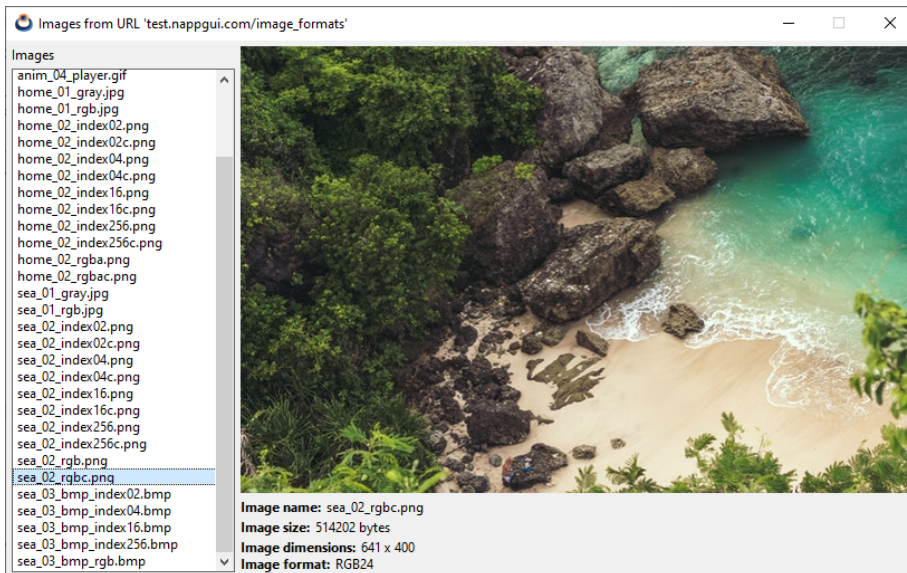 Images from URL 'test.nappgui.com/image_formats'
Images
anim_04_player.gif
home_01_gray.jpg
home_01_rgb.jpg
home_02_index02.png
home_02_index02c.png
home_02_index04.png
home_02_index04c.png
home_02_index16.png
home_02_index16c.png
home_02_index256.png
home_02_index256c.png
home_02_rgba.png
home_02_rgbac.png
sea_01_gray.jpg
sea_01_rgb.jpg
sea_02_index02.png
sea_02_index02c.png
sea_02_index04.png
sea_02_index04c.png
sea_02_index16.png
sea_02_index16c.png
sea_02_index256.png
sea_02_index256c.png
sea_02_rgb.png
sea_02_rgbc.png
sea_03_bmp_index02.bmp
sea_03_bmp_index04.bmp
sea_03_bmp_index16.bmp
sea_03_bmp_index256.bmp
sea_03_bmp_rgb.bmp
Image name: sea_02_rgbc.png
Image size: 514202 bytes
Image dimensions: 641 x 400
Image format: RGB24